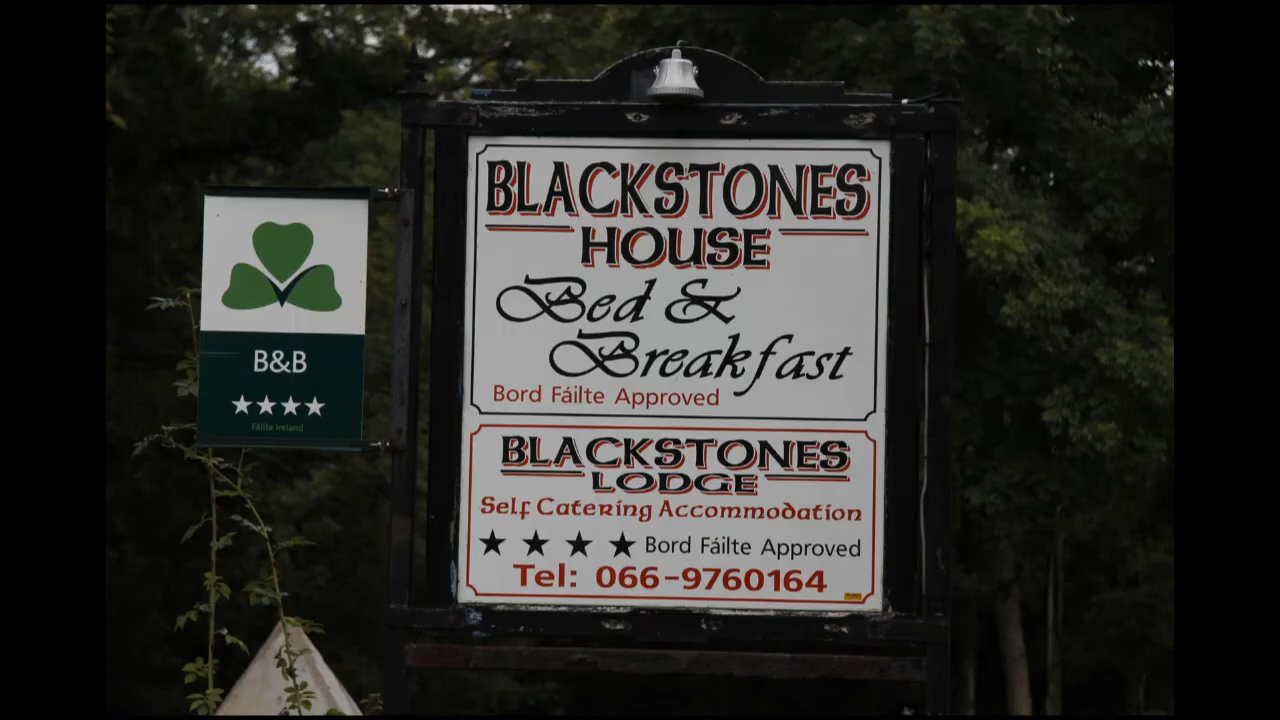 BLACKSTONES
HOUSE
Bed &
Breakfast
Bord Fáilte Approved
BLACKSTONES
LODGE
Self Catering Accommodation
Bord Fáilte Approved
Tel: 066-9760164
B&B
Fáilte Ireland